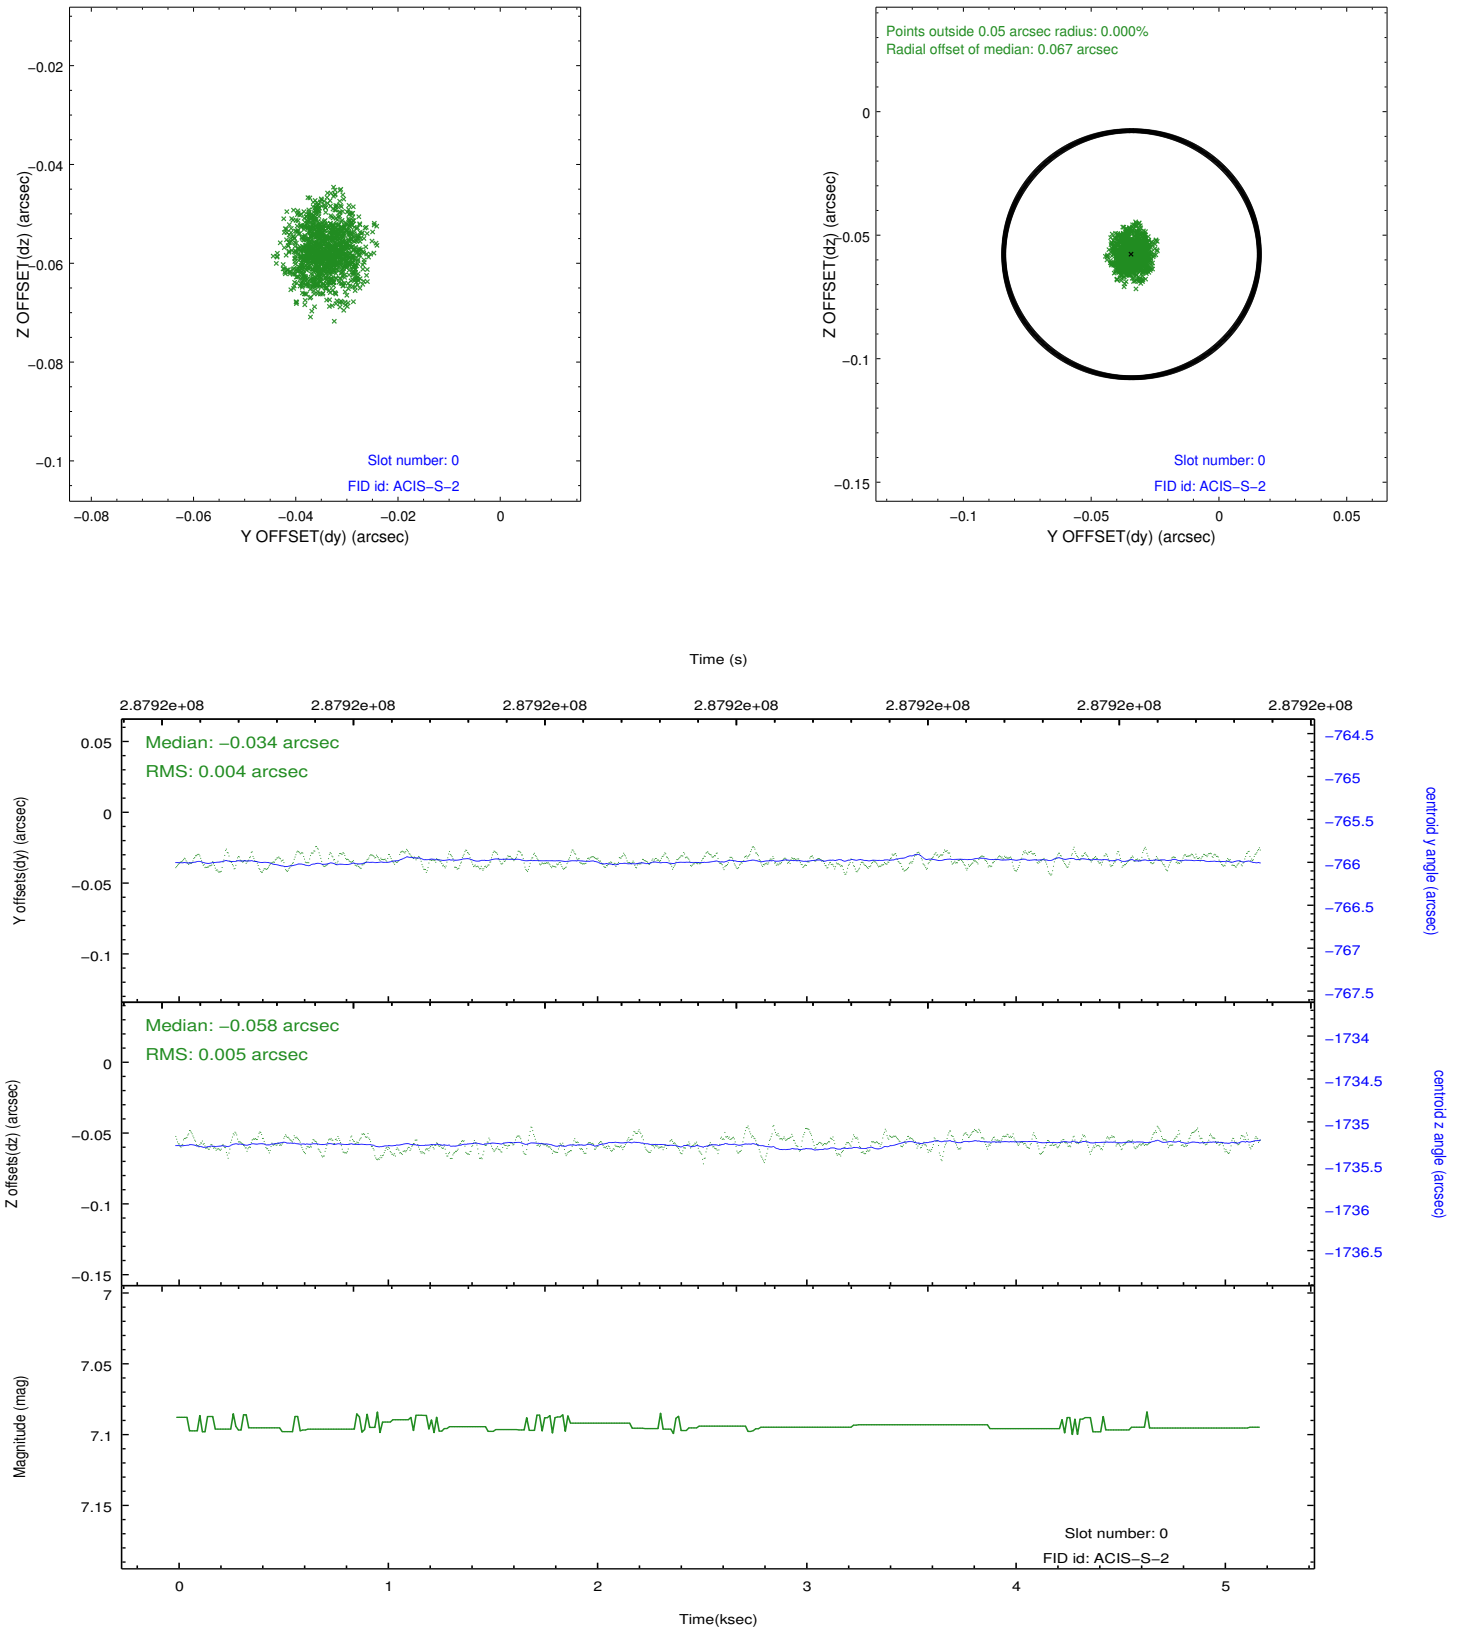 −0.02
−0.04
−0.06
−0.08
−0.1
Z OFFSET(dz) (arcsec)
Slot number: 0
FID id: ACIS−S−2
−0.08 −0.06 −0.04 −0.02 0
Y OFFSET(dy) (arcsec)
Points outside 0.05 arcsec radius: 0.000%
Radial offset of median: 0.067 arcsec
0
−0.05
−0.1
−0.15
Z OFFSET(dz) (arcsec)
Slot number: 0
FID id: ACIS−S−2
−0.1 −0.05 0 0.05
Y OFFSET(dy) (arcsec)
Time (s)
2.8792e+08 2.8792e+08 2.8792e+08 2.8792e+08 2.8792e+08 2.8792e+08 2.8792e+08
Median: −0.034 arcsec
RMS: 0.004 arcsec
0.05
0
−0.05
−0.1
Y offsets(dy) (arcsec)
−764.5
−765
−765.5
−766
−766.5
−767
−767.5
centroid y angle (arcsec)
Median: −0.058 arcsec
RMS: 0.005 arcsec
0
−0.05
−0.1
−0.15
Z offsets(dz) (arcsec)
−1734
−1734.5
−1735
−1735.5
−1736
−1736.5
centroid z angle (arcsec)
7
7.05
7.1
7.15
Magnitude (mag)
Slot number: 0
FID id: ACIS−S−2
0 1 2 3 4 5
Time(ksec)